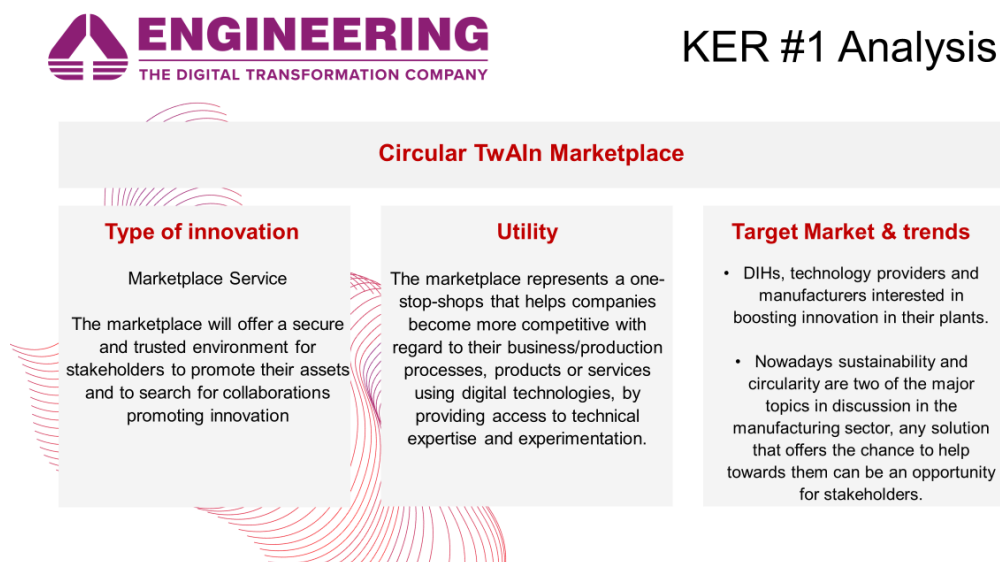 ENGINEERING
THE DIGITAL TRANSFORMATION COMPANY
KER #1 Analysis
Circular TwAIn Marketplace
Type of innovation
Marketplace Service
The marketplace will offer a secure
and trusted environment for
stakeholders to promote their assets
and to search for collaborations
promoting innovation
Utility
The marketplace represents a one-
stop-shops that helps companies
become more competitive with
regard to their business/production
processes, products or services
using digital technologies, by
providing access to technical
expertise and experimentation.
Target Market & trends
• DIHs, technology providers and
manufacturers interested in
boosting innovation in their plants.
• Nowadays sustainability and
circularity are two of the major
topics in discussion in the
manufacturing sector, any solution
that offers the chance to help
towards them can be an opportunity
for stakeholders.